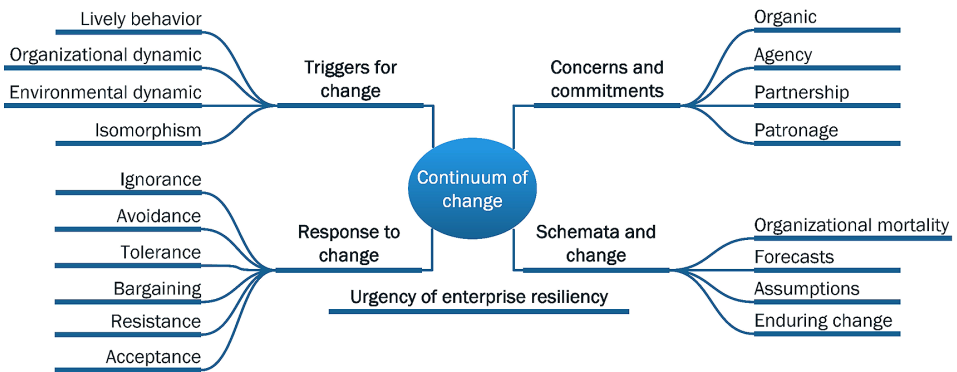 Lively behavior
Organizational dynamic
Environmental dynamic
Isomorphism
Triggers for
change
Concerns and
commitments
Organic
Agency
Partnership
Patronage
Continuum of
change
Ignorance
Avoidance
Tolerance
Bargaining
Resistance
Acceptance
Response to
change
Schemata and
change
Organizational mortality
Forecasts
Assumptions
Enduring change
Urgency of enterprise resiliency